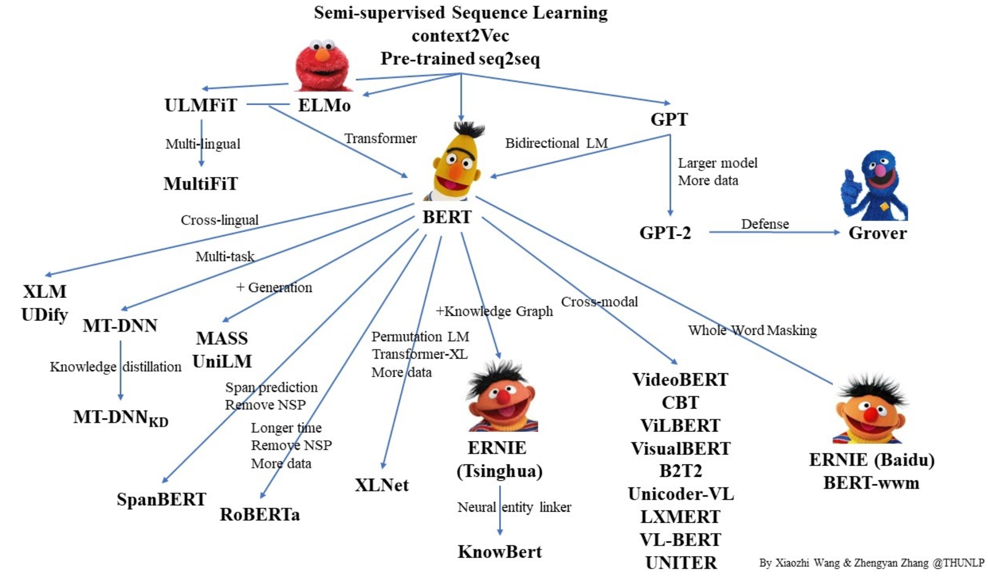 Semi-supervised Sequence Learning
context2Vec
Pre-trained seq2seq
ULMFiT
ELMo
GPT
Multi-lingual
Transformer
Bidirectional LM
Larger model
More data
MultiFiT
BERT
GPT-2
Defense
Grover
Cross-lingual
Multi-task
+ Generation
+Knowledge Graph
Cross-modal
Whole Word Masking
XLM
UDify
MT-DNN
MASS
UniLM
Permutation LM
Transformer-XL
More data
Knowledge distillation
MT-DNNKD
Span prediction
Remove NSP
Longer time
Remove NSP
More data
SpanBERT
RoBERTa
XLNet
ERNIE
(Tsinghua)
Neural entity linker
KnowBert
VideoBERT
CBT
ViLBERT
VisualBERT
B2T2
Unicoder-VL
LXMERT
VL-BERT
UNITER
ERNIE (Baidu)
BERT-wwm
By Xiaozhi Wang & Zhengyan Zhang @THUNLP